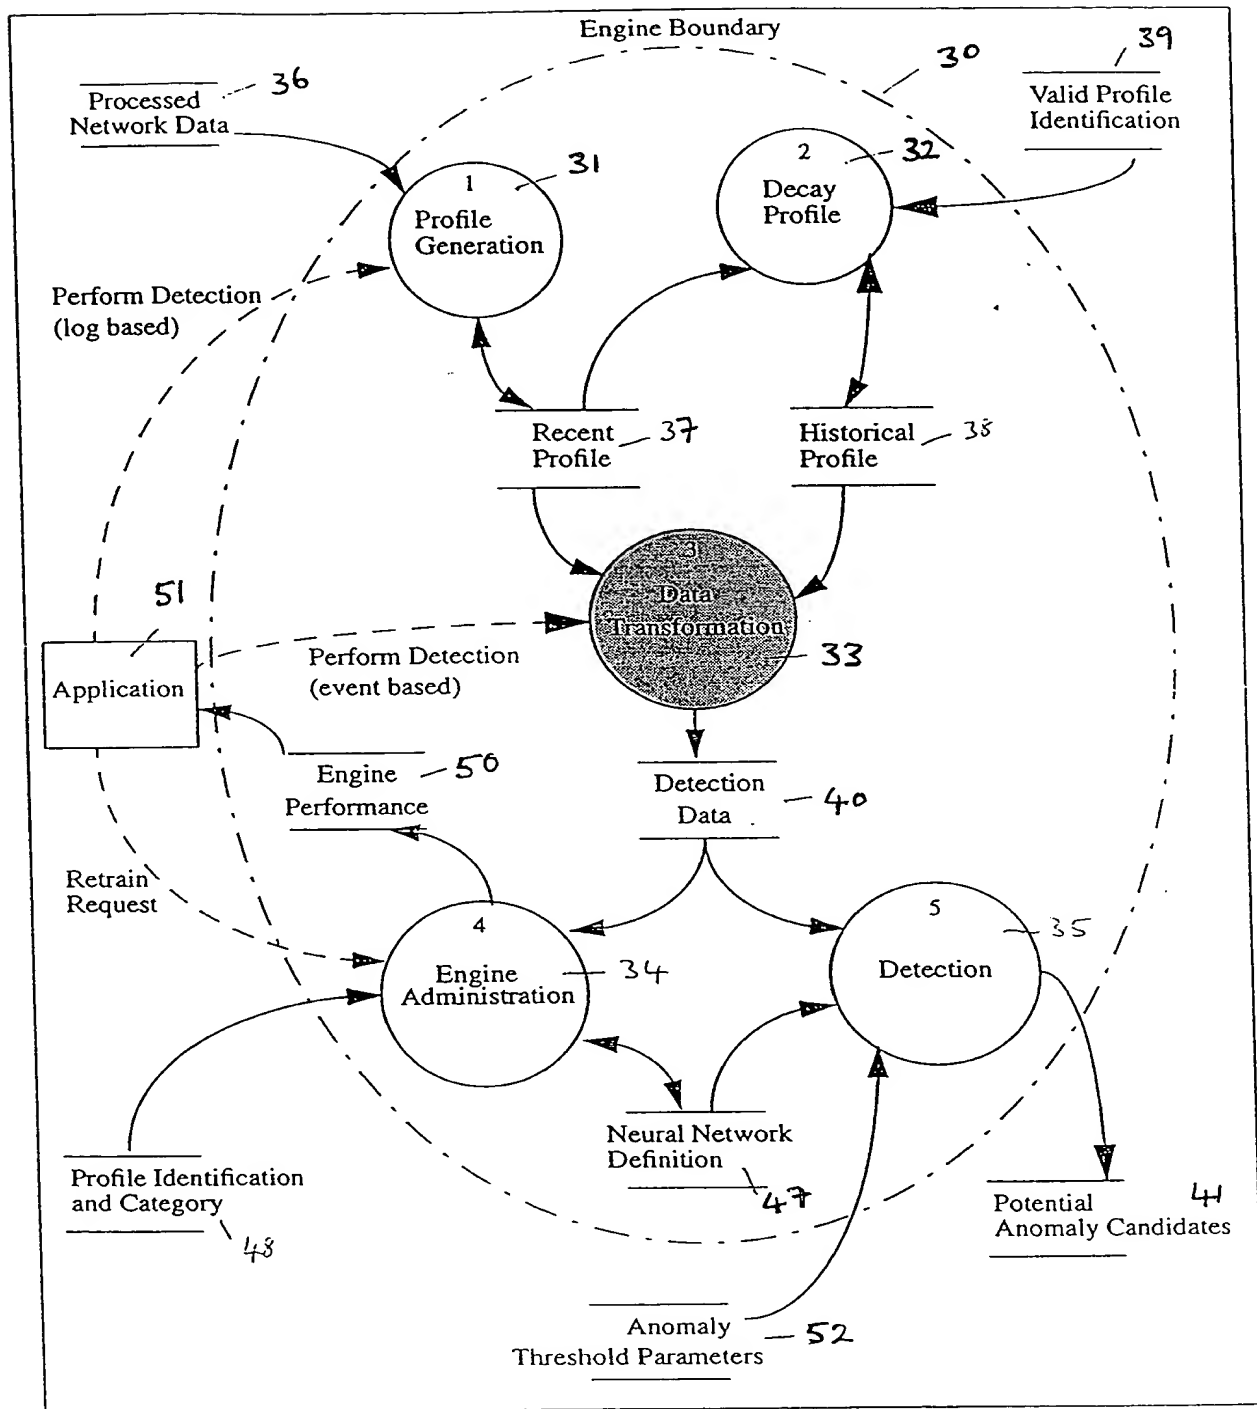 Engine Boundary
39
30
36
Processed
Network Data
Valid Profile
Identification
1
31
Profile
Generation
2
32
Decay
Profile
Perform Detection
(log based)
Recent
Profile
37
Historical
Profile
38
3
Data
Transformation
33
51
Application
Perform Detection
(event based)
Engine
Performance
50
Detection
Data
40
Retrain
Request
4
Engine
Administration
34
5
Detection
35
Neural Network
Definition
47
Profile Identification
and Category
48
Potential
Anomaly Candidates
41
Anomaly
Threshold Parameters
52